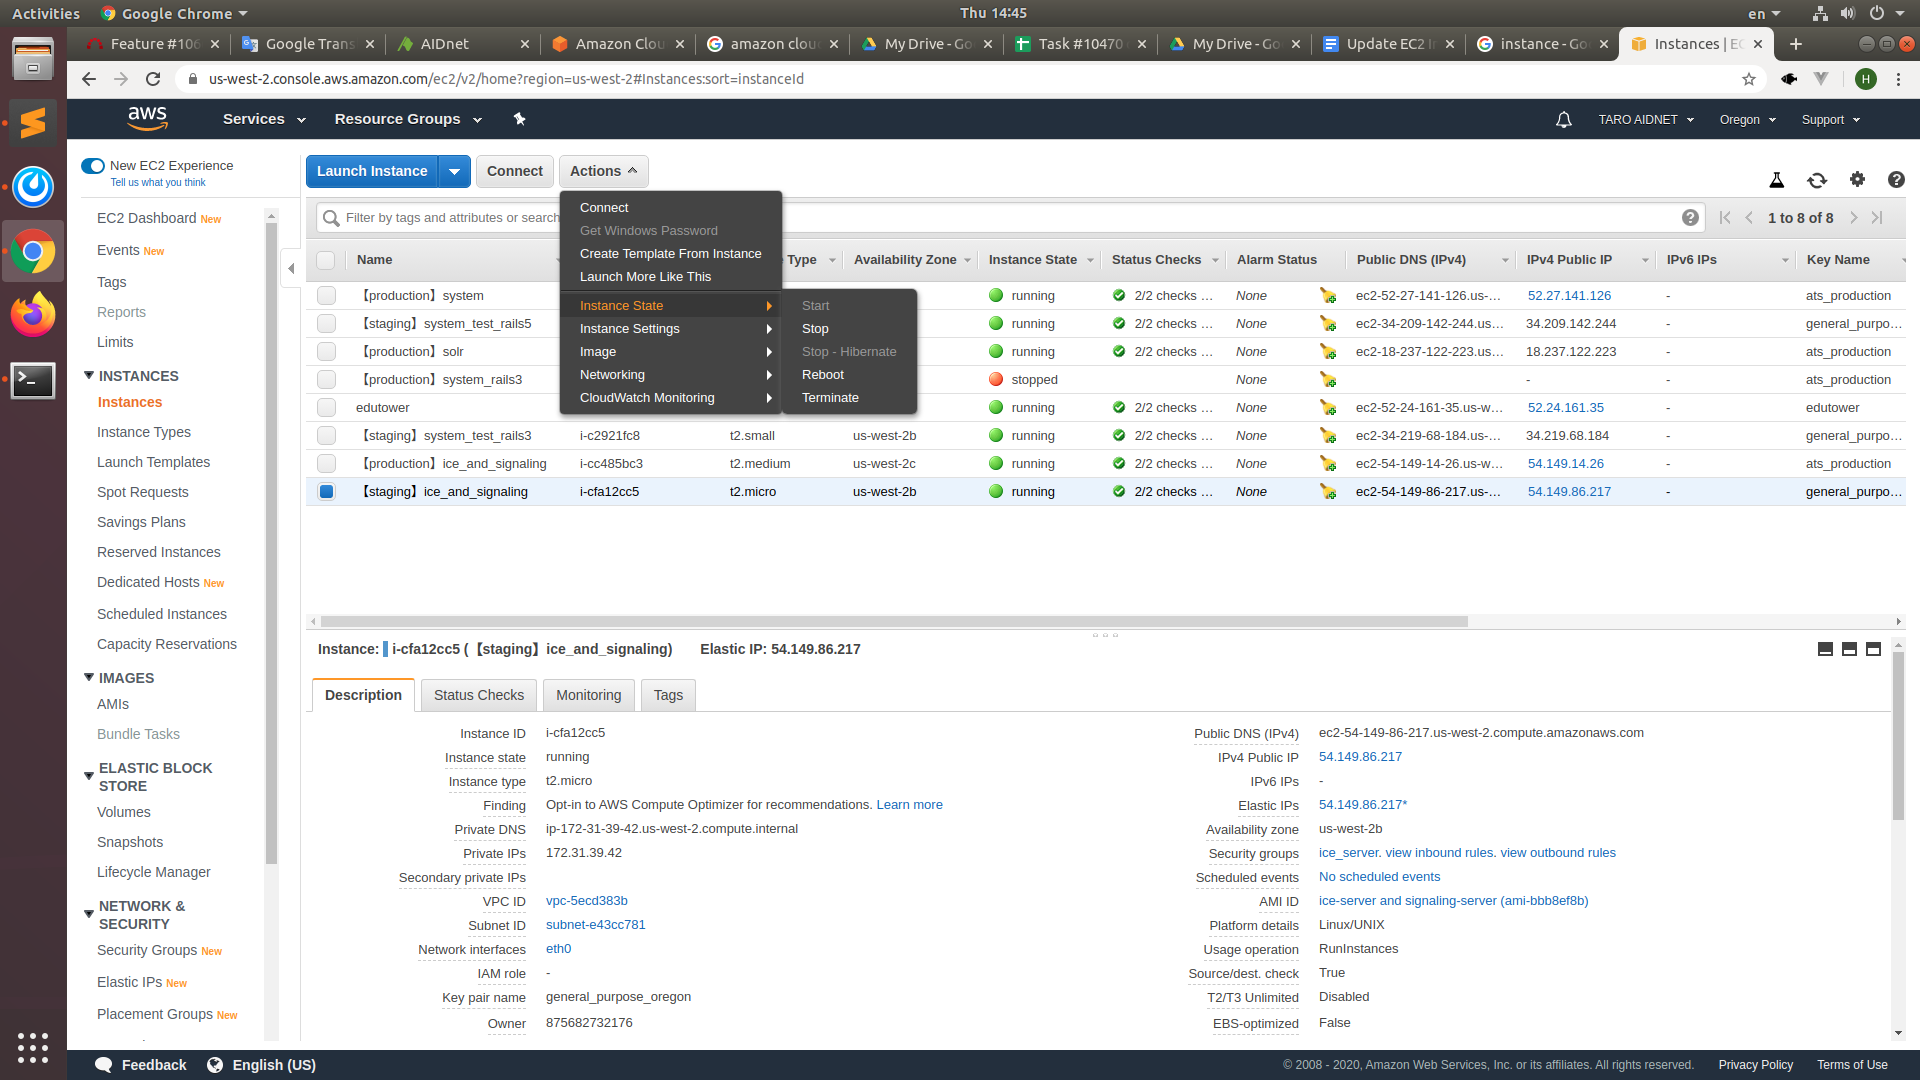 Activities
Google Chrome
Thu 14:45
en
Feature #106
Google Trans
AIDnet
Amazon Clou
amazon clou
My Drive - Go
Task #10470
My Drive - Go
Update EC2 I
instance - Go
Instances | EC
us-west-2.console.aws.amazon.com/ec2/v2/home?region=us-west-2#Instances:sort=instanceId
H
aws
Services
Resource Groups
TARO AIDNET
Oregon
Support
New EC2 Experience
Tell us what you think
EC2 Dashboard New
Events New
Tags
Reports
Limits
INSTANCES
Instances
Instance Types
Launch Templates
Spot Requests
Savings Plans
Reserved Instances
Dedicated Hosts New
Scheduled Instances
Capacity Reservations
IMAGES
AMIs
Bundle Tasks
ELASTIC BLOCK
STORE
Volumes
Snapshots
Lifecycle Manager
NETWORK &
SECURITY
Security Groups New
Elastic IPs New
Placement Groups New
Launch Instance
Connect
Actions
Filter by tags and attributes or search
1 to 8 of 8
Connect
Get Windows Password
Create Template From Instance
Launch More Like This
Instance State
Instance Settings
Image
Networking
CloudWatch Monitoring
Start
Stop
Stop - Hibernate
Reboot
Terminate
Name Type Availability Zone Instance State Status Checks Alarm Status Public DNS (IPv4) IPv4 Public IP IPv6 IPs Key Name
【production】system running 2/2 checks ... None ec2-52-27-141-126.us-... 52.27.141.126 - ats_production
【staging】system_test_rails5 running 2/2 checks ... None ec2-34-209-142-244.us... 34.209.142.244 - general_purpo...
【production】solr running 2/2 checks ... None ec2-18-237-122-223.us... 18.237.122.223 - ats_production
【production】system_rails3 stopped None - - ats_production
edutower running 2/2 checks ... None ec2-52-24-161-35.us-w... 52.24.161.35 - edutower
【staging】system_test_rails3 i-c2921fc8 t2.small us-west-2b running 2/2 checks ... None ec2-34-219-68-184.us-... 34.219.68.184 - general_purpo...
【production】ice_and_signaling i-cc485bc3 t2.medium us-west-2c running 2/2 checks ... None ec2-54-149-14-26.us-w... 54.149.14.26 - ats_production
【staging】ice_and_signaling i-cfa12cc5 t2.micro us-west-2b running 2/2 checks ... None ec2-54-149-86-217.us-... 54.149.86.217 - general_purpo...
Instance: i-cfa12cc5 (【staging】ice_and_signaling) Elastic IP: 54.149.86.217
Description
Status Checks
Monitoring
Tags
Instance ID i-cfa12cc5
Instance state running
Instance type t2.micro
Finding Opt-in to AWS Compute Optimizer for recommendations. Learn more
Private DNS ip-172-31-39-42.us-west-2.compute.internal
Private IPs 172.31.39.42
Secondary private IPs
VPC ID vpc-5ecd383b
Subnet ID subnet-e43cc781
Network interfaces eth0
IAM role -
Key pair name general_purpose_oregon
Owner 875682732176
Public DNS (IPv4) ec2-54-149-86-217.us-west-2.compute.amazonaws.com
IPv4 Public IP 54.149.86.217
IPv6 IPs -
Elastic IPs 54.149.86.217*
Availability zone us-west-2b
Security groups ice_server. view inbound rules. view outbound rules
Scheduled events No scheduled events
AMI ID ice-server and signaling-server (ami-bbb8ef8b)
Platform details Linux/UNIX
Usage operation RunInstances
Source/dest. check True
T2/T3 Unlimited Disabled
EBS-optimized False
Feedback
English (US)
© 2008 - 2020, Amazon Web Services, Inc. or its affiliates. All rights reserved.
Privacy Policy
Terms of Use